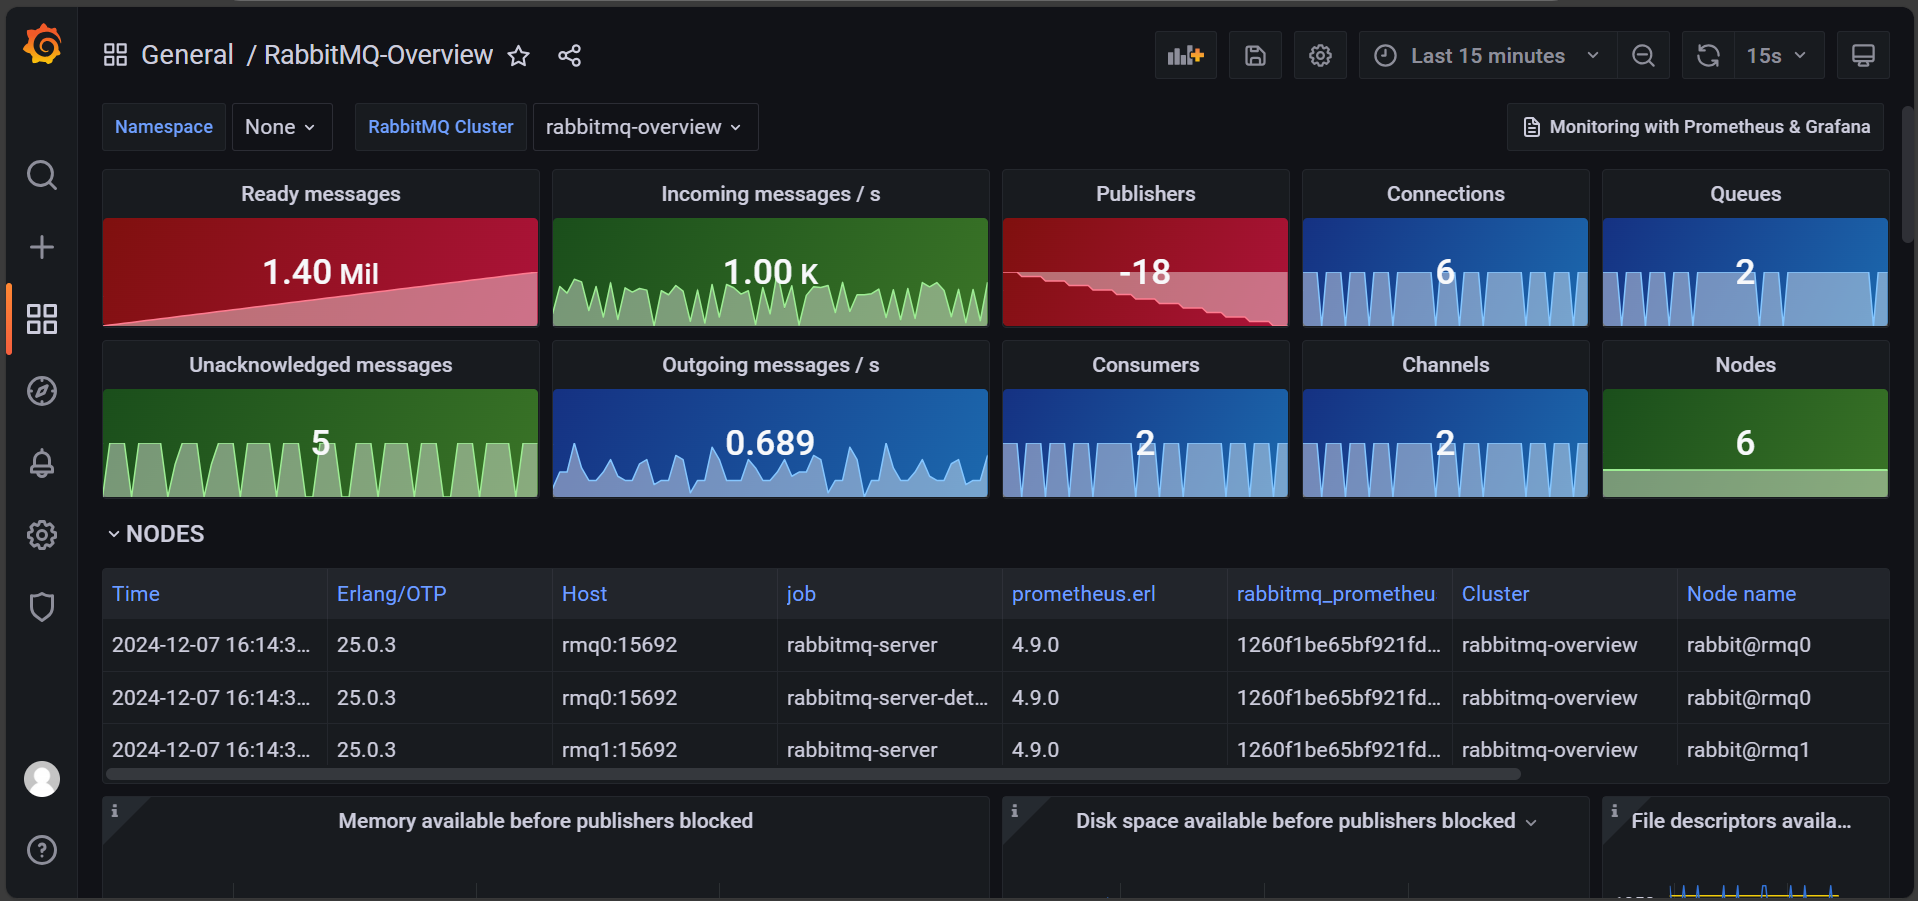 General / RabbitMQ-Overview
Last 15 minutes
15s
Namespace None RabbitMQ Cluster rabbitmq-overview Monitoring with Prometheus & Grafana
Ready messages Incoming messages / s Publishers Connections Queues
1.40 Mil 1.00 K -18 6 2
Unacknowledged messages Outgoing messages / s Consumers Channels Nodes
5 0.689 2 2 6
NODES
Time Erlang/OTP Host job prometheus.erl rabbitmq_prometheu Cluster Node name
2024-12-07 16:14:3... 25.0.3 rmq0:15692 rabbitmq-server 4.9.0 1260f1be65bf921fd... rabbitmq-overview rabbit@rmq0
2024-12-07 16:14:3... 25.0.3 rmq0:15692 rabbitmq-server-det... 4.9.0 1260f1be65bf921fd... rabbitmq-overview rabbit@rmq0
2024-12-07 16:14:3... 25.0.3 rmq1:15692 rabbitmq-server 4.9.0 1260f1be65bf921fd... rabbitmq-overview rabbit@rmq1
Memory available before publishers blocked Disk space available before publishers blocked File descriptors availa...